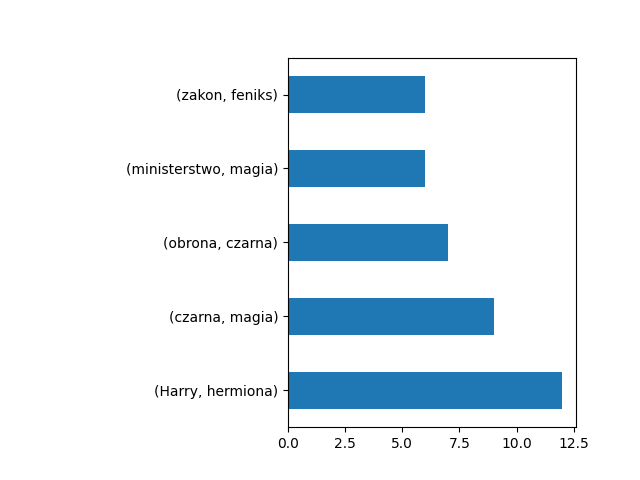 (zakon, feniks)
(ministerstwo, magia)
(obrona, czarna)
(czarna, magia)
(Harry, hermiona)
0.0 2.5 5.0 7.5 10.0 12.5